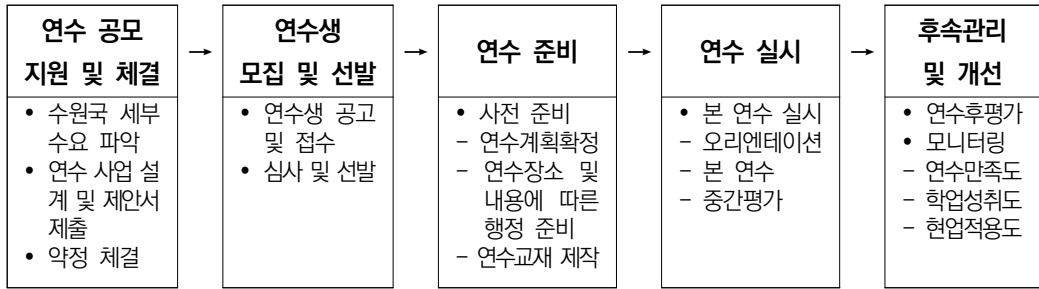 연수 공모
지원 및 체결
• 수원국 세부
수요 파악
• 연수 사업 설
계 및 제안서
제출
• 약정 체결
→
연수생
모집 및 선발
• 연수생 공고
및 접수
• 심사 및 선발
→
연수 준비
• 사전 준비
– 연수계획확정
– 연수장소 및
내용에 따른
행정 준비
– 연수교재 제작
→
연수 실시
• 본 연수 실시
– 오리엔테이션
– 본 연수
– 중간평가
→
후속관리
및 개선
• 연수후평가
• 모니터링
– 연수만족도
– 학업성취도
– 현업적용도